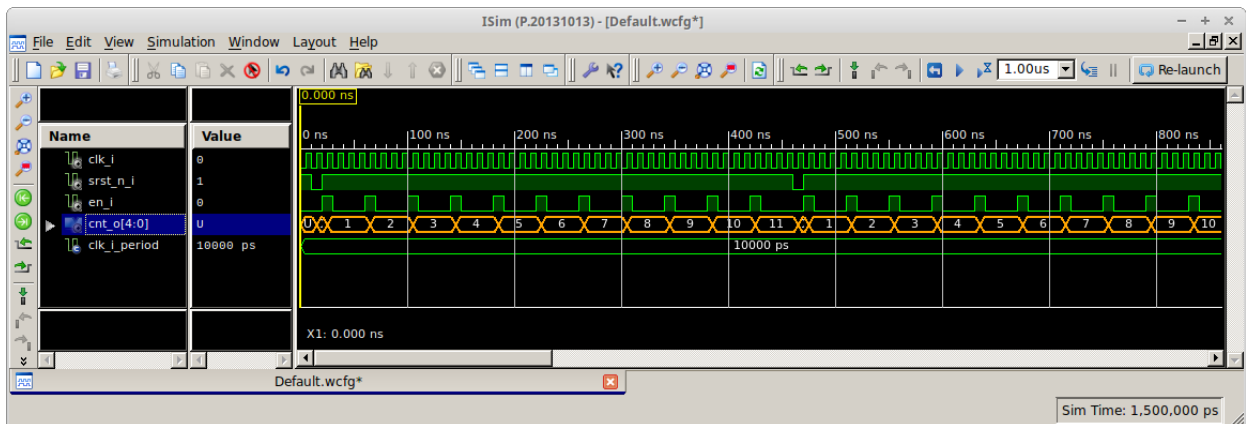 ISim (P.20131013) - [Default.wcfg*]
File Edit View Simulation Window Layout Help
1.00us Re-launch
0.000 ns
Name Value
0 ns 100 ns 200 ns 300 ns 400 ns 500 ns 600 ns 700 ns 800 ns
clk_i 0
srst_n_i 1
en_i 0
cnt_o[4:0] U U 1 2 3 4 5 6 7 8 9 10 11 1 2 3 4 5 6 7 8 9 10
clk_i_period 10000 ps 10000 ps
X1: 0.000 ns
Default.wcfg*
Sim Time: 1,500,000 ps